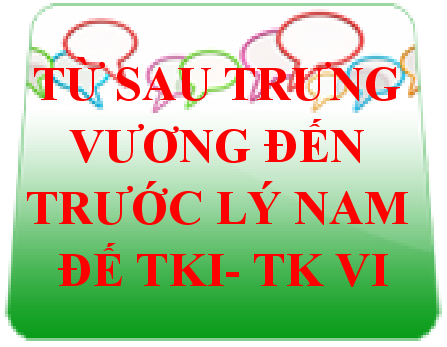 TỪ SAU TRƯNG
VƯƠNG ĐẾN
TRƯỚC LÝ NAM
ĐẾ TKI- TK VI